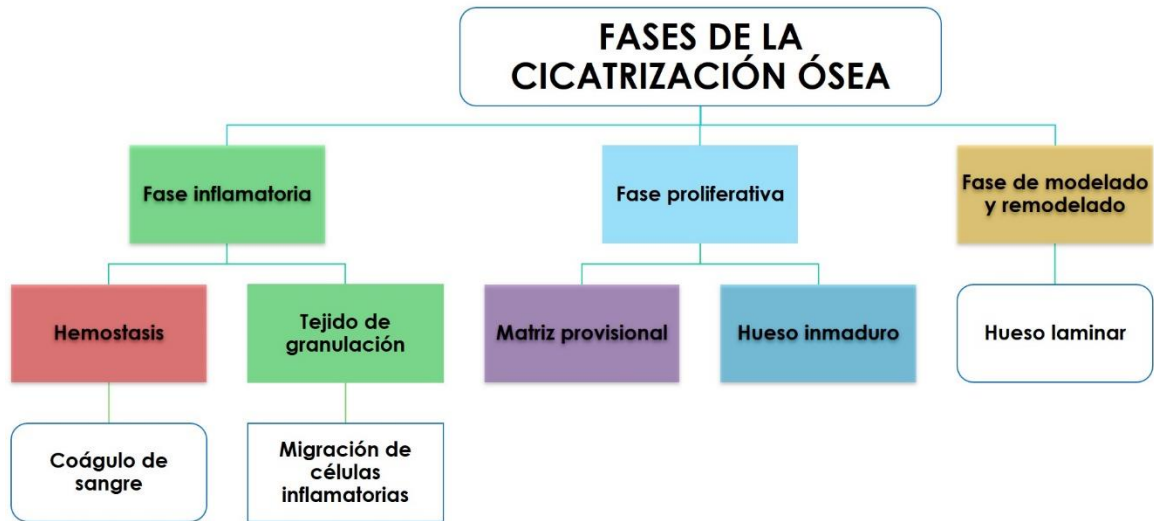 FASES DE LA
CICATRIZACIÓN ÓSEA
Fase inflamatoria
Fase proliferativa
Fase de modelado
y remodelado
Hemostasis
Tejido de
granulación
Matriz provisional
Hueso inmaduro
Hueso laminar
Coágulo de
sangre
Migración de
células
inflamatorias